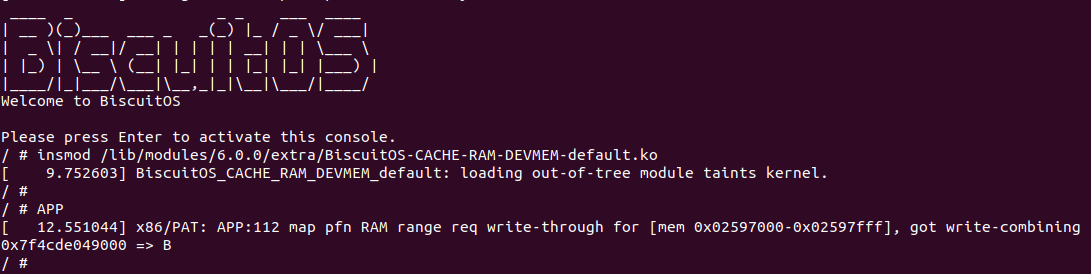 ____  _                _ _    ___  ____
| __ )(_)___  ___ _   _(_) |_ / _ \/ ___|
|  _ \| / __|/ __| | | | | __| | | \___ \
| |_) | \__ \ (__| |_| | | |_| |_| |___) |
|____/|_|___/\___|\__,_|_|\__|\___/|____/
Welcome to BiscuitOS
Please press Enter to activate this console.
/ # insmod /lib/modules/6.0.0/extra/BiscuitOS-CACHE-RAM-DEVMEM-default.ko
[    9.752603] BiscuitOS_CACHE_RAM_DEVMEM_default: loading out-of-tree module taints kernel.
/ #
/ # APP
[   12.551044] x86/PAT: APP:112 map pfn RAM range req write-through for [mem 0x02597000-0x02597fff], got write-combining
0x7f4cde049000 => B
/ #